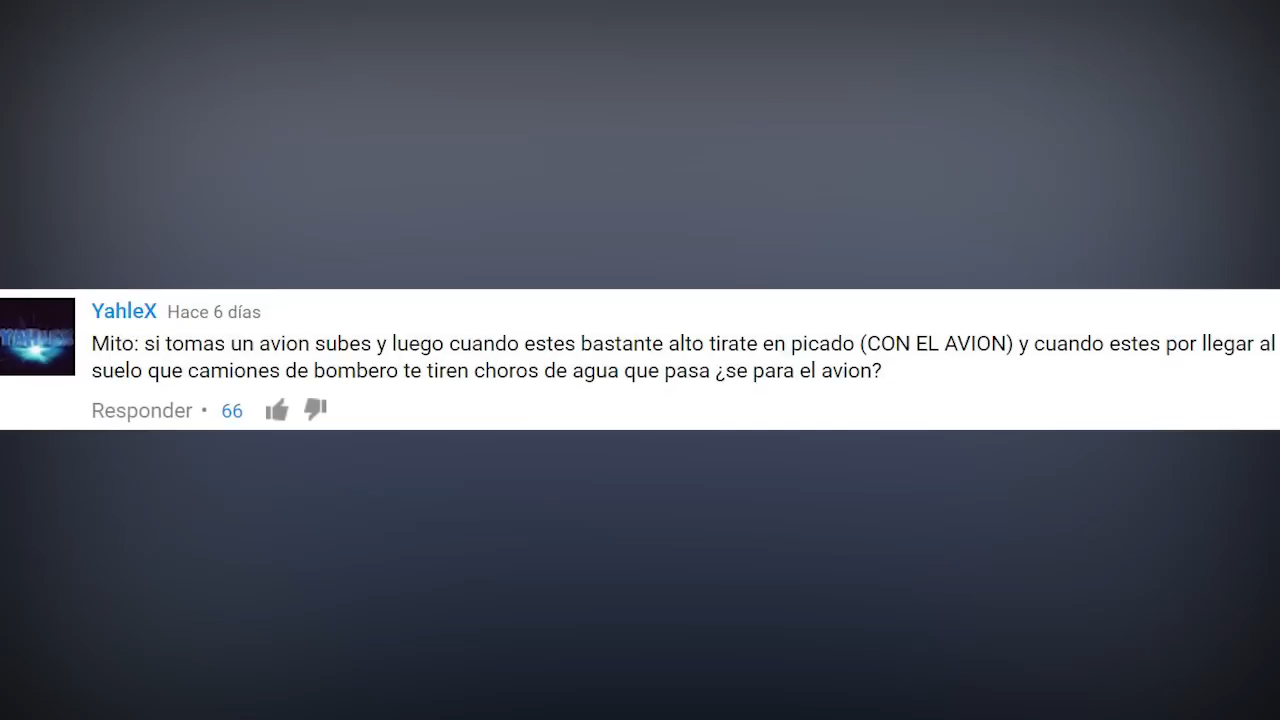 YahleX Hace 6 días
Mito: si tomas un avion subes y luego cuando estes bastante alto tirate en picado (CON EL AVION) y cuando estes por llegar al
suelo que camiones de bombero te tiren choros de agua que pasa ¿se para el avion?
Responder • 66